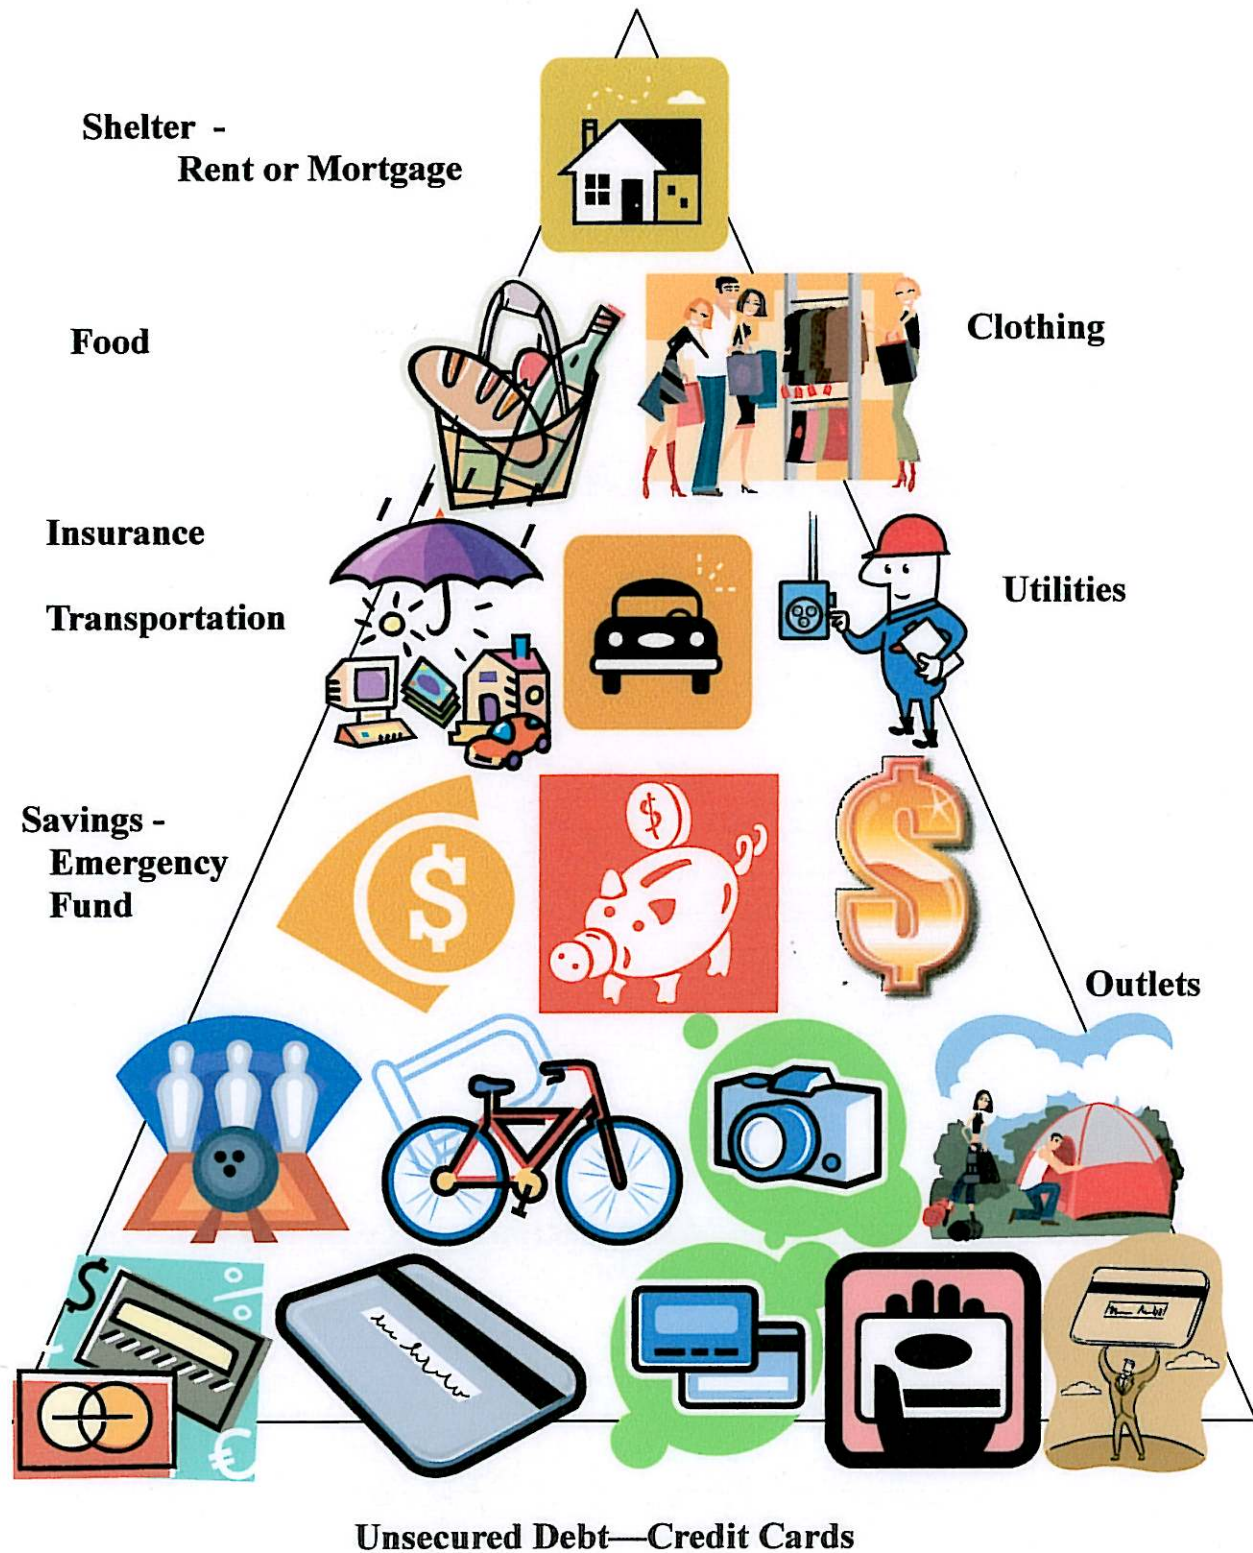 Shelter -
Rent or Mortgage
Food
Clothing
Insurance
Transportation
Utilities
Savings -
Emergency
Fund
$
$
$
Outlets
$
%
€
Unsecured Debt—Credit Cards